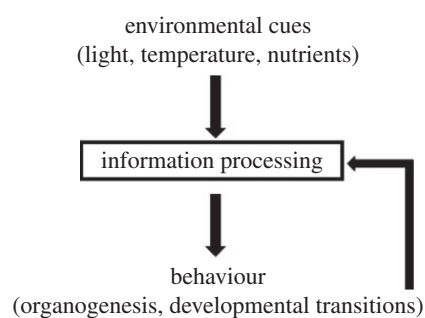 environmental cues
(light, temperature, nutrients)
information processing
behaviour
(organogenesis, developmental transitions)